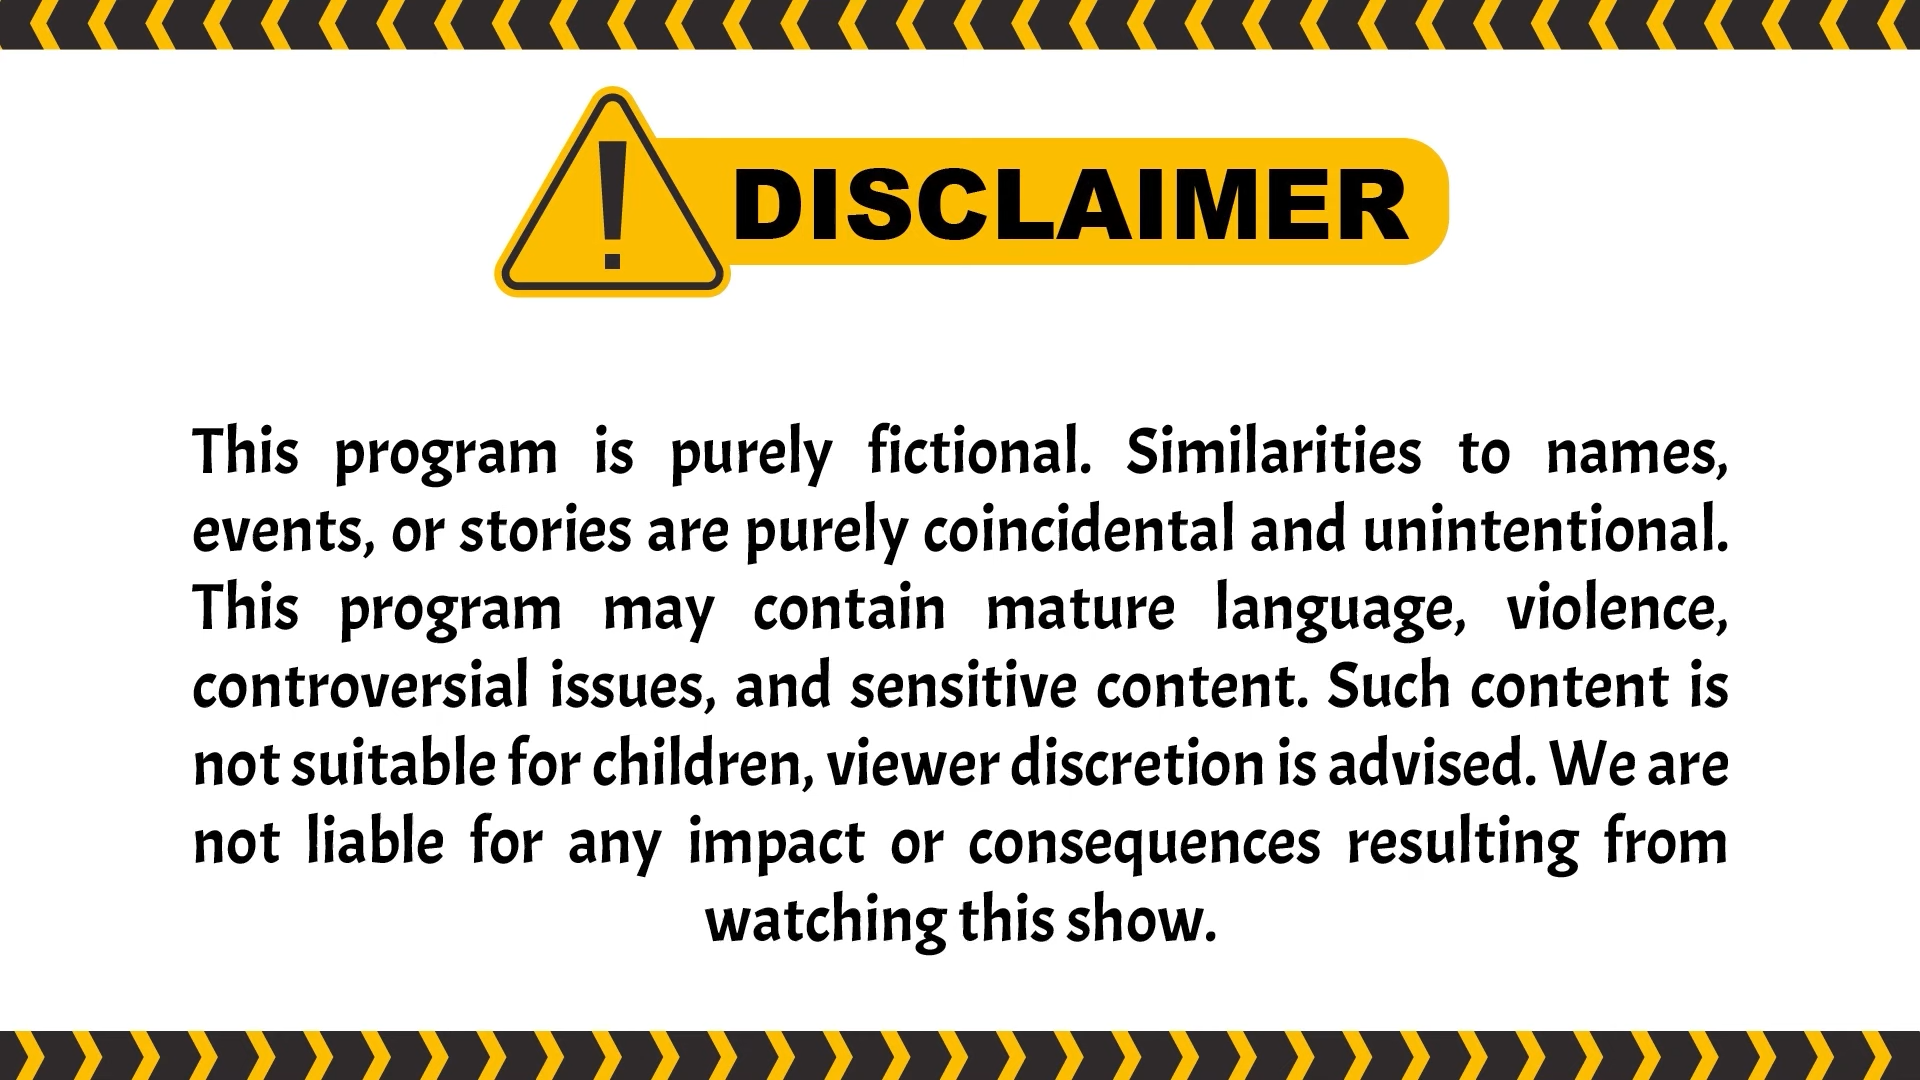 DISCLAIMER
This program is purely fictional. Similarities to names,
events, or stories are purely coincidental and unintentional.
This program may contain mature language, violence,
controversial issues, and sensitive content. Such content is
not suitable for children, viewer discretion is advised. We are
not liable for any impact or consequences resulting from
watching this show.